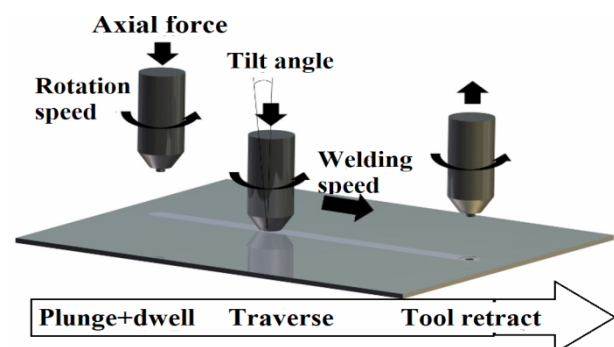 Axial force
Rotation
speed
Tilt angle
Welding
speed
Plunge+dwell
Traverse
Tool retract